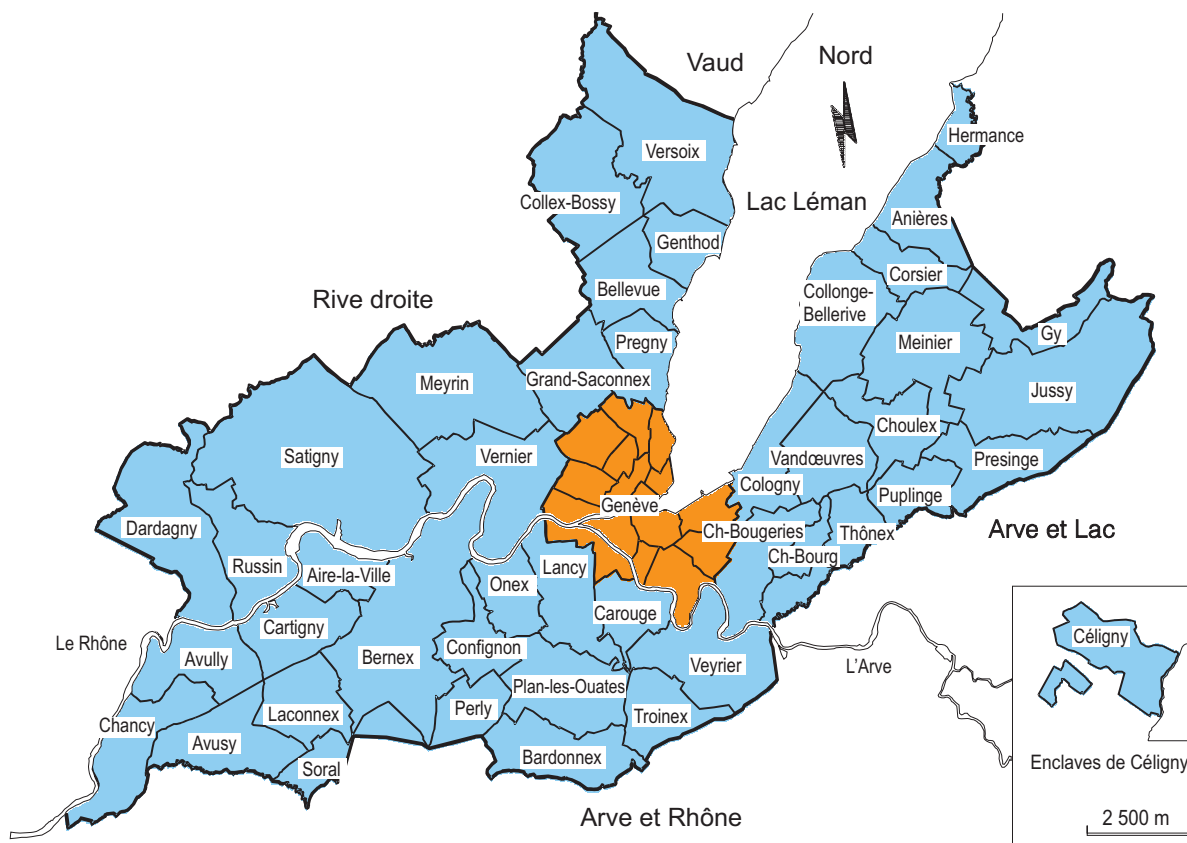 Vaud
Nord
Hermance
Versoix
Collex-Bossy
Lac Léman
Anières
Genthod
Corsier
Bellevue
Collonge-
Bellerive
Rive droite
Gy
Pregny
Meinier
Meyrin
Grand-Saconnex
Jussy
Choulex
Satigny
Vernier
Vandœuvres
Presinge
Cologny
Puplinge
Genève
Dardagny
Ch-Bougeries
Thônex
Arve et Lac
Ch-Bourg
Russin
Aire-la-Ville
Lancy
Onex
Carouge
Cartigny
Le Rhône
Confignon
Céligny
Avully
Bernex
Veyrier
L'Arve
Plan-les-Ouates
Perly
Laconnex
Troinex
Chancy
Avusy
Bardonnex
Soral
Enclaves de Céligny
Arve et Rhône
2 500 m